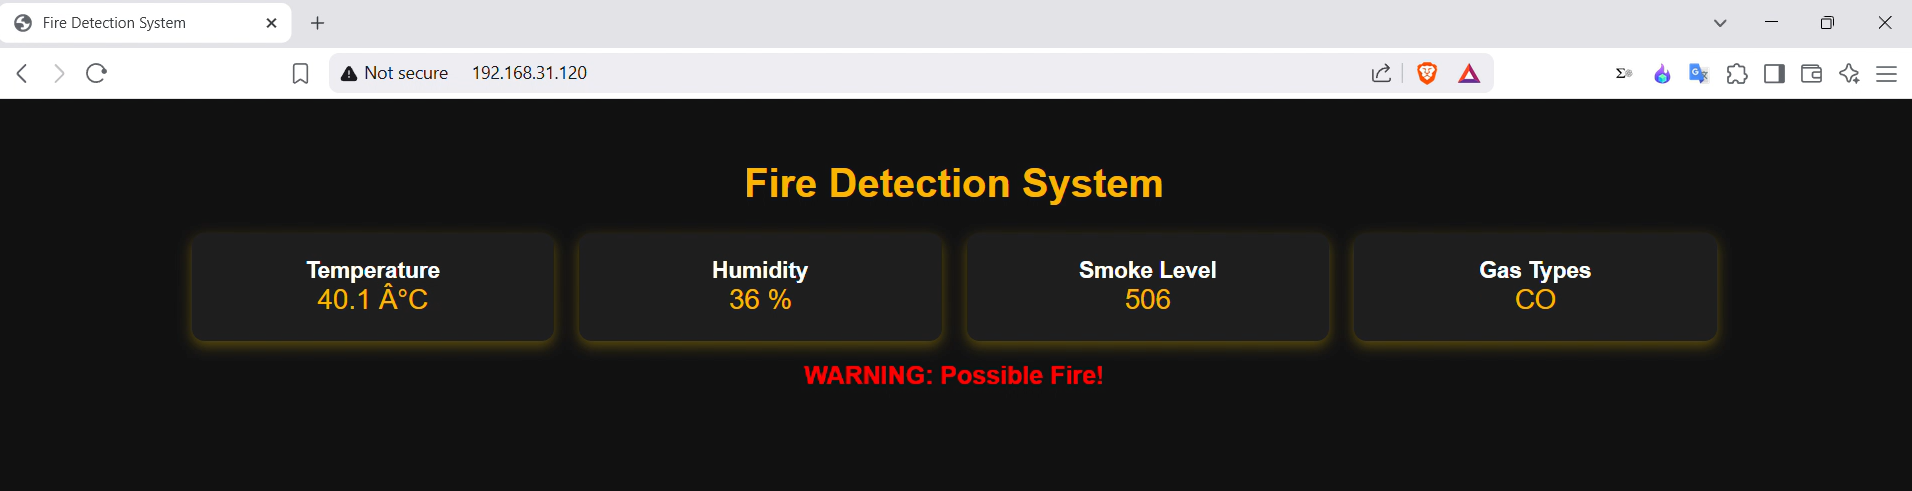 Fire Detection System
Not secure 192.168.31.120
Fire Detection System
Temperature
40.1 Â°C
Humidity
36 %
Smoke Level
506
Gas Types
CO
WARNING: Possible Fire!